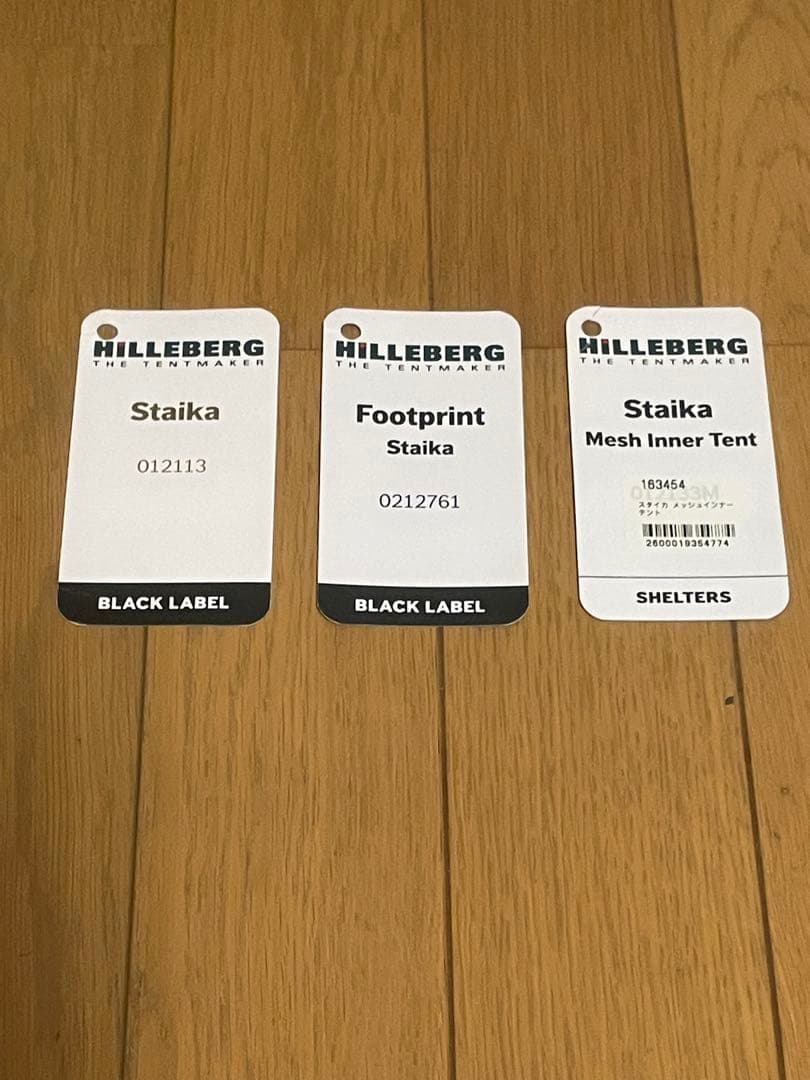 HILLEBERG
THE TENTMAKER
Staika
012113
BLACK LABEL
HILLEBERG
THE TENTMAKER
Footprint
Staika
0212761
BLACK LABEL
HILLEBERG
THE TENTMAKER
Staika
Mesh Inner Tent
163454
スタイカ メッシュインナー
テント
2600019354774
SHELTERS